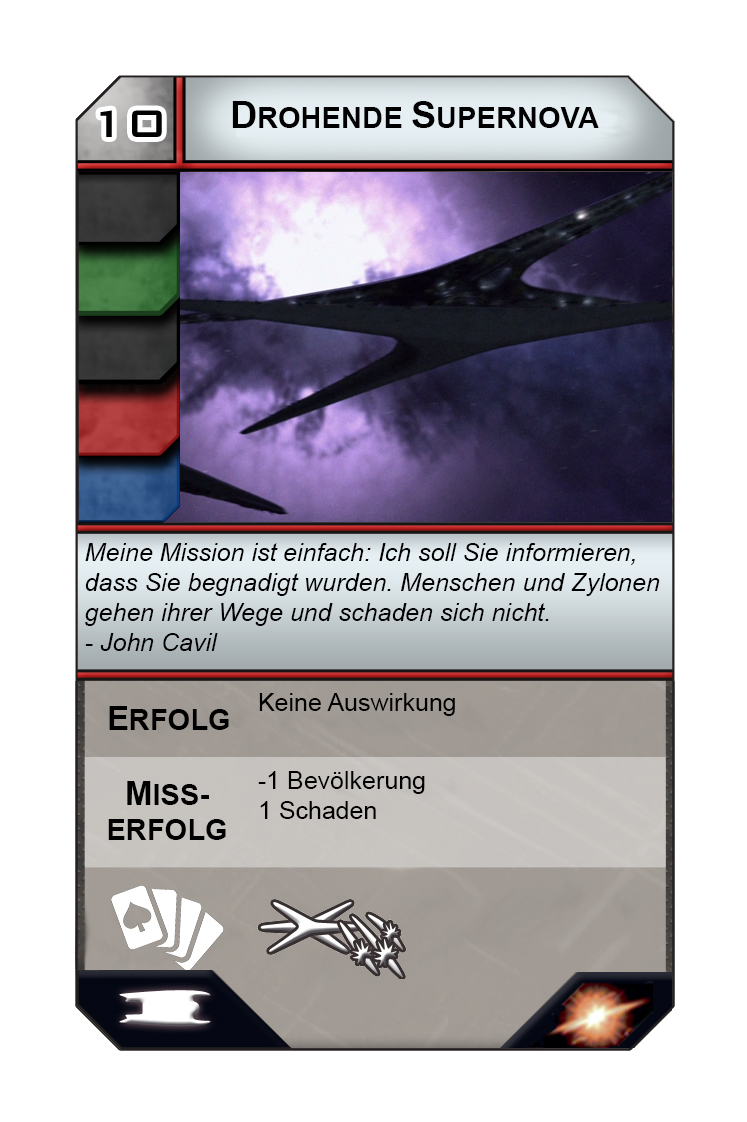 10
DROHENDE SUPERNOVA
Meine Mission ist einfach: Ich soll Sie informieren,
dass Sie begnadigt wurden. Menschen und Zylonen
gehen ihrer Wege und schaden sich nicht.
- John Cavil
ERFOLG
Keine Auswirkung
MISS-
ERFOLG
-1 Bevölkerung
1 Schaden